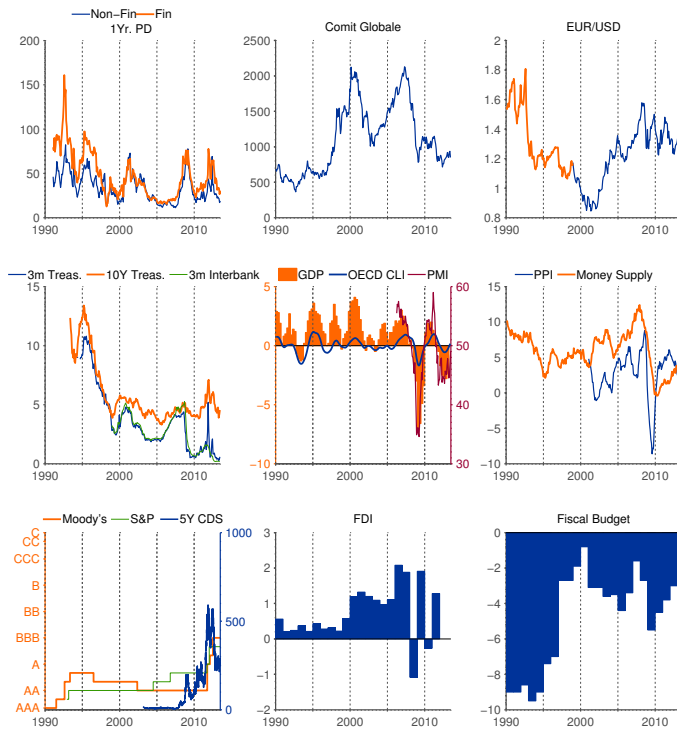 Non-Fin Fin
1Yr. PD
Comit Globale
EUR/USD
200
150
100
50
0
1990 2000 2010
2500
2000
1500
1000
500
0
1990 2000 2010
2
1.8
1.6
1.4
1.2
1
0.8
1990 2000 2010
3m Treas. 10Y Treas. 3m Interbank
15
10
5
0
1990 2000 2010
GDP OECD CLI PMI
5
0
−5
−10
60
50
40
30
1990 2000 2010
PPI Money Supply
15
10
5
0
−5
−10
1990 2000 2010
Moody's S&P 5Y CDS
C
CC
CCC
B
BB
BBB
A
AA
AAA
1000
500
0
1990 2000 2010
FDI
3
2
1
0
−1
−2
1990 2000 2010
Fiscal Budget
0
−2
−4
−6
−8
−10
1990 2000 2010